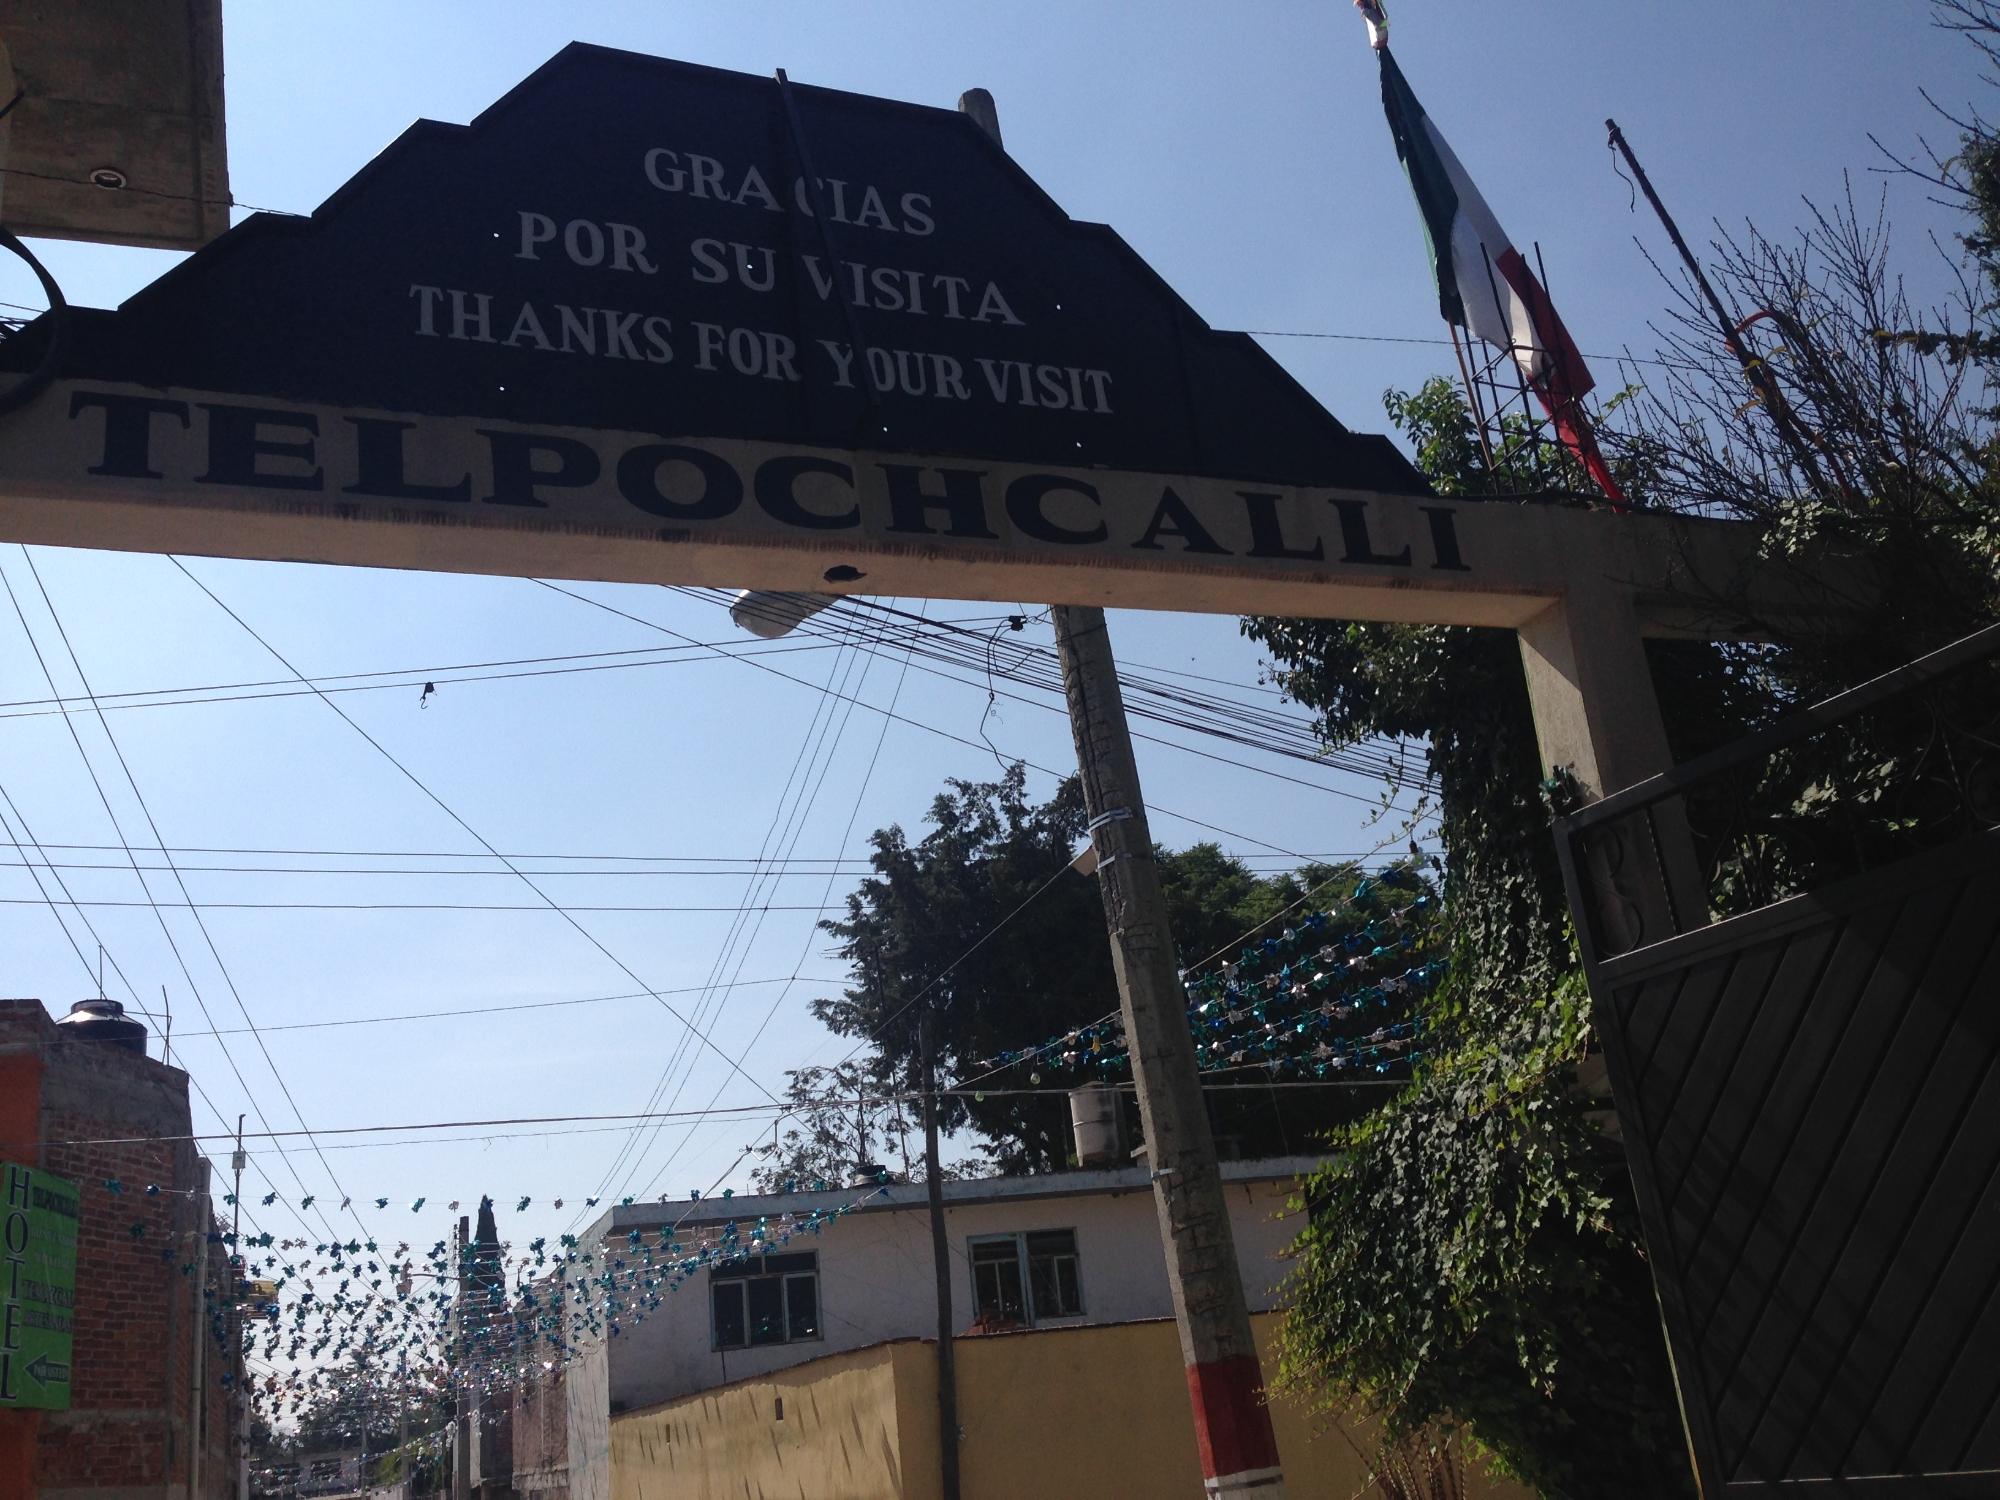 GRACIAS
POR SU VISITA
THANKS FOR YOUR VISIT
TELPOCHCALLI
HOTEL